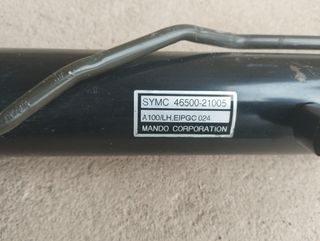 SYMC 46500-21005
A100/LH,EIPGC 024
MANDO CORPORATION